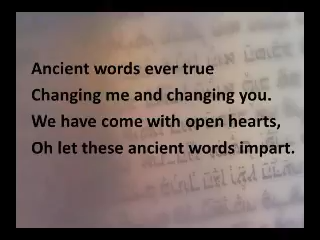 Ancient words ever true
Changing me and changing you.
We have come with open hearts,
Oh let these ancient words impart.